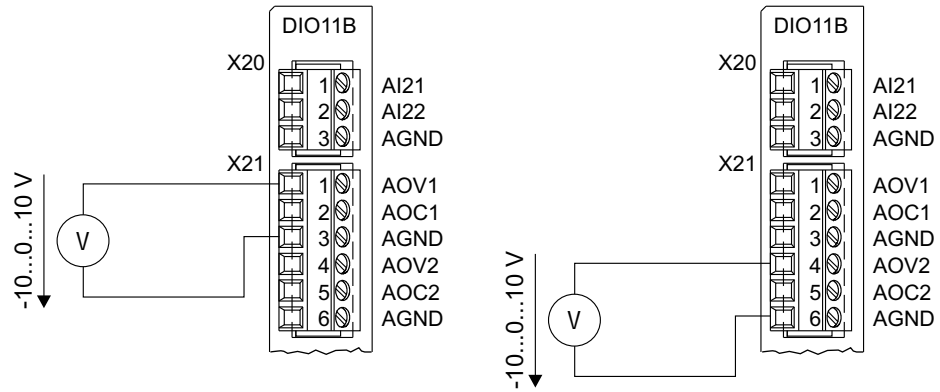 DIO11B
X20
1 AI21
2 AI22
3 AGND
X21
1 AOV1
2 AOC1
3 AGND
4 AOV2
5 AOC2
6 AGND
-10...0...10 V
V
DIO11B
X20
1 AI21
2 AI22
3 AGND
X21
1 AOV1
2 AOC1
3 AGND
4 AOV2
5 AOC2
6 AGND
-10...0...10 V
V